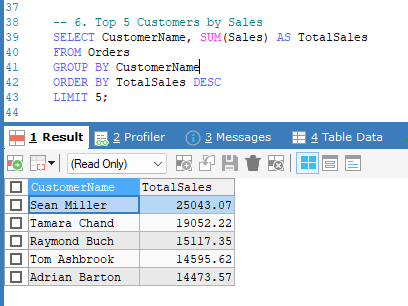 37
38 -- 6. Top 5 Customers by Sales
39 SELECT CustomerName, SUM(Sales) AS TotalSales
40 FROM Orders
41 GROUP BY CustomerName
42 ORDER BY TotalSales DESC
43 LIMIT 5;
44
1 Result 2 Profiler 3 Messages 4 Table Data
(Read Only)
CustomerName TotalSales
Sean Miller 25043.07
Tamara Chand 19052.22
Raymond Buch 15117.35
Tom Ashbrook 14595.62
Adrian Barton 14473.57